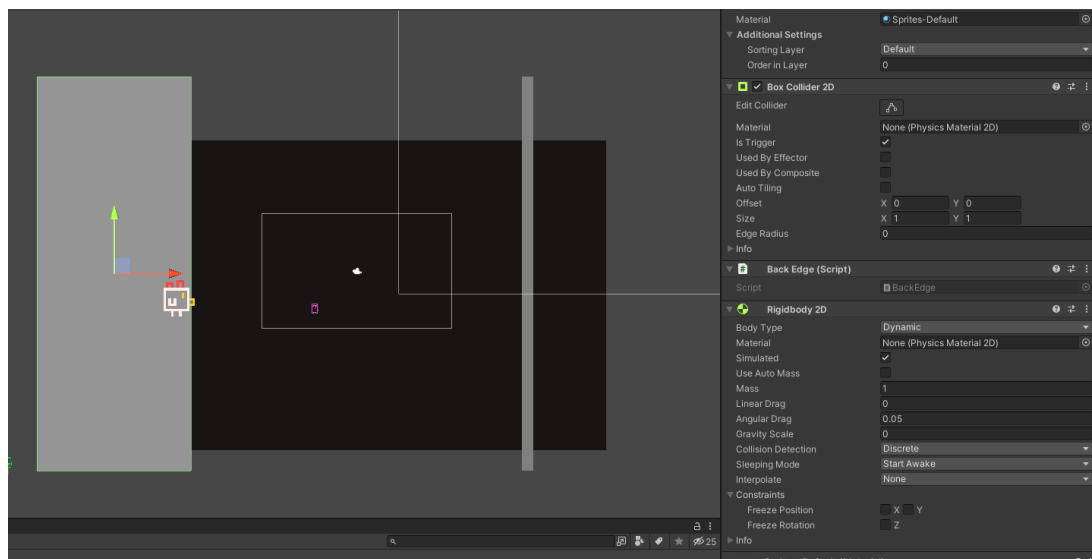 Material Sprites-Default
Additional Settings
Sorting Layer Default
Order in Layer 0
Box Collider 2D
Edit Collider
Material None (Physics Material 2D)
Is Trigger
Used By Effector
Used By Composite
Auto Tiling
Offset X 0 Y 0
Size X 1 Y 1
Edge Radius 0
Info
# Back Edge (Script)
Script # BackEdge
Rigidbody 2D
Body Type Dynamic
Material None (Physics Material 2D)
Simulated
Use Auto Mass
Mass 1
Linear Drag 0
Angular Drag 0.05
Gravity Scale 0
Collision Detection Discrete
Sleeping Mode Start Awake
Interpolate None
Constraints
Freeze Position X Y
Freeze Rotation Z
Info
25